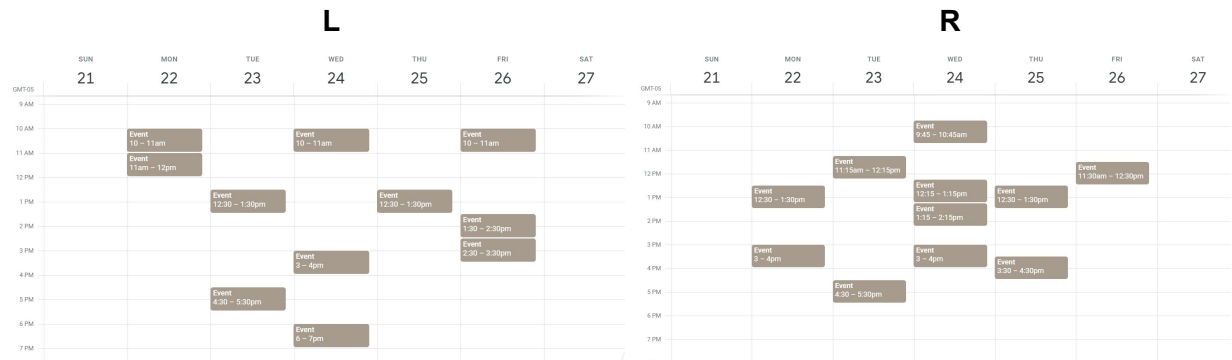 L
SUN MON TUE WED THU FRI SAT
21 22 23 24 25 26 27
GMT-05
9 AM
10 AM
Event Event Event
10 – 11am 10 – 11am 10 – 11am
11 AM
Event
11am – 12pm
12 PM
Event Event
12:30 – 1:30pm 12:30 – 1:30pm
1 PM
Event
1:30 – 2:30pm
2 PM
Event
2:30 – 3:30pm
3 PM
Event
3 – 4pm
4 PM
Event
4:30 – 5:30pm
5 PM
6 PM
Event
6 – 7pm
7 PM
R
SUN MON TUE WED THU FRI SAT
21 22 23 24 25 26 27
GMT-05
9 AM
Event
9:45 – 10:45am
10 AM
11 AM
Event
11:15am – 12:15pm
Event
11:30am – 12:30pm
12 PM
Event
12:15 – 1:15pm
Event Event
12:30 – 1:30pm 12:30 – 1:30pm
1 PM
Event
1:15 – 2:15pm
2 PM
3 PM
Event Event
3 – 4pm 3 – 4pm
Event
3:30 – 4:30pm
4 PM
Event
4:30 – 5:30pm
5 PM
6 PM
7 PM